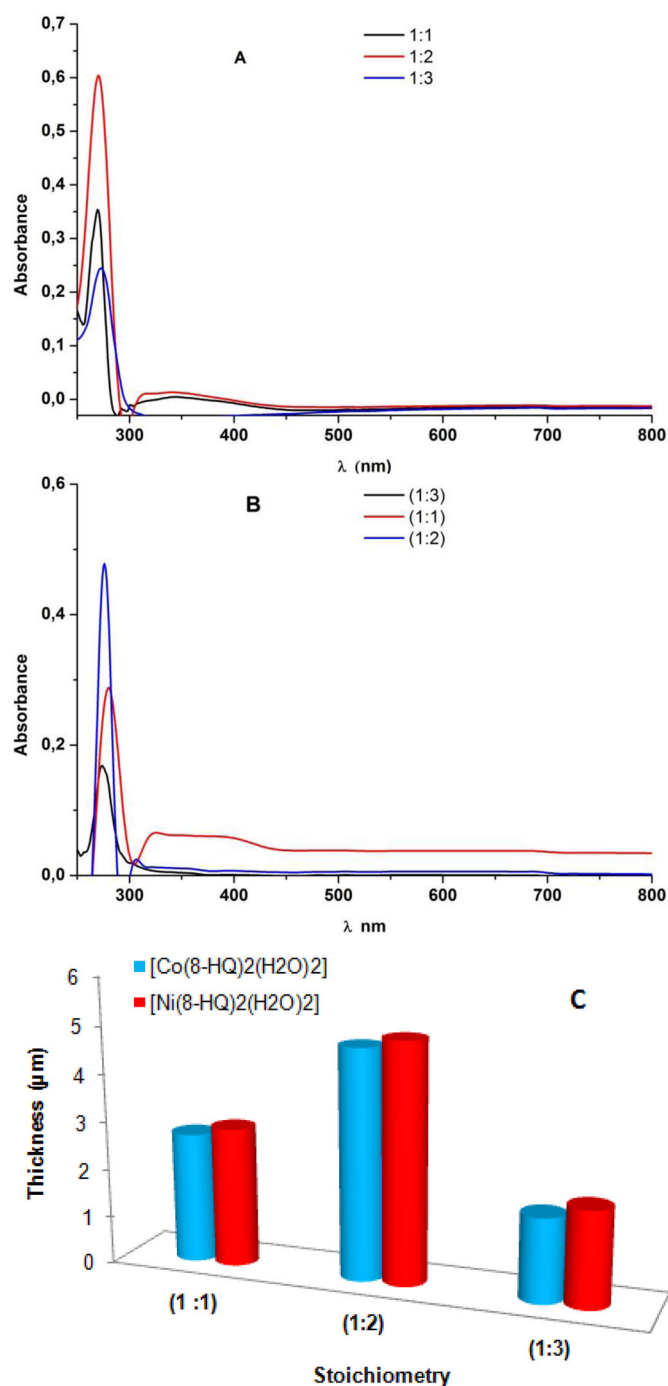 0,7
0,6
0,5
0,4
0,3
0,2
0,1
0,0
Absorbance
A
1:1
1:2
1:3
300 400 500 600 700 800
λ (nm)
0,6
0,4
0,2
0,0
Absorbance
B
(1:3)
(1:1)
(1:2)
300 400 500 600 700 800
λ nm
[Co(8-HQ)2(H2O)2]
[Ni(8-HQ)2(H2O)2]
C
6
5
4
3
2
1
0
Thickness (μm)
(1 :1)
(1:2)
(1:3)
Stoichiometry